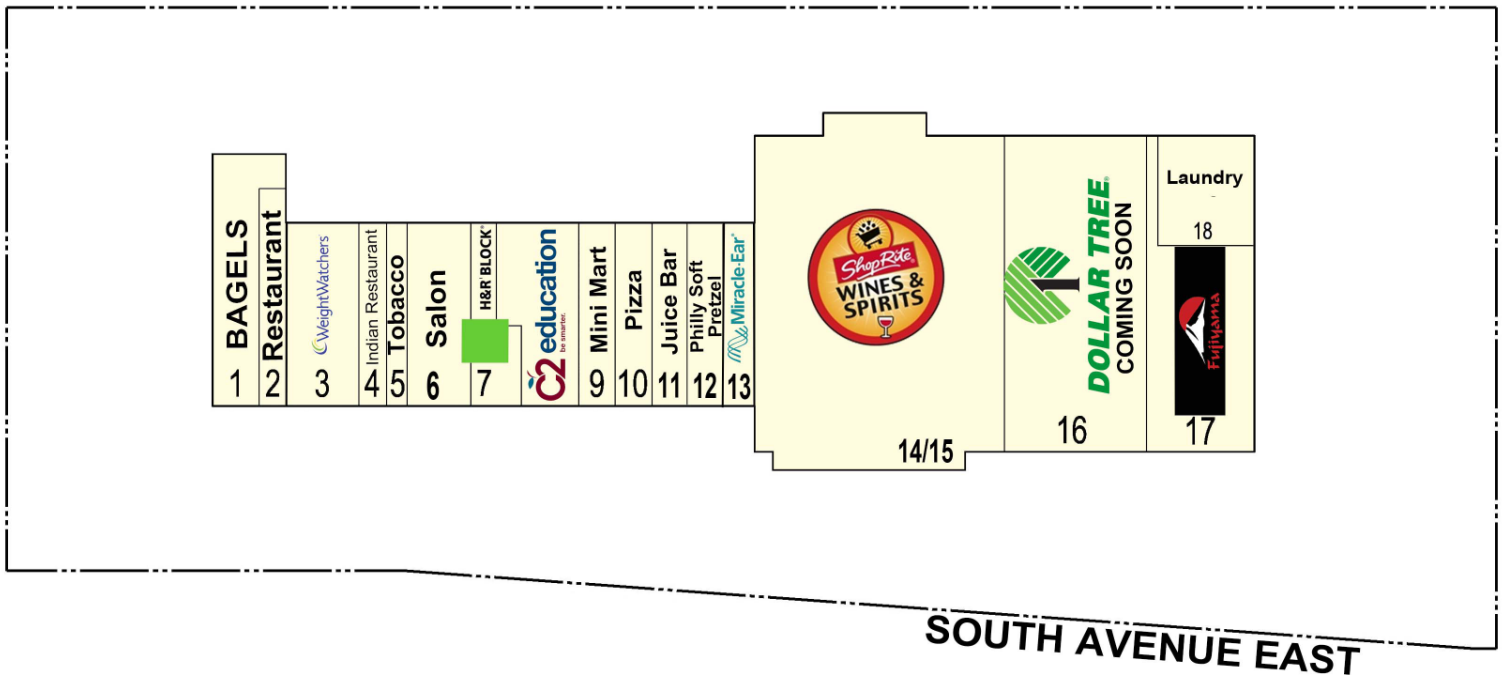 BAGELS
1
Restaurant
2
WeightWatchers
3
Indian Restaurant
4
Tobacco
5
Salon
6
H&R BLOCK®
7
C2 education
be smarter.
Mini Mart
9
Pizza
10
Juice Bar
11
Philly Soft
Pretzel
12
Miracle-Ear®
13
ShopRite®
WINES &
SPIRITS
14/15
DOLLAR TREE®
COMING SOON
16
Laundry
18
Fujiyama
17
SOUTH AVENUE EAST